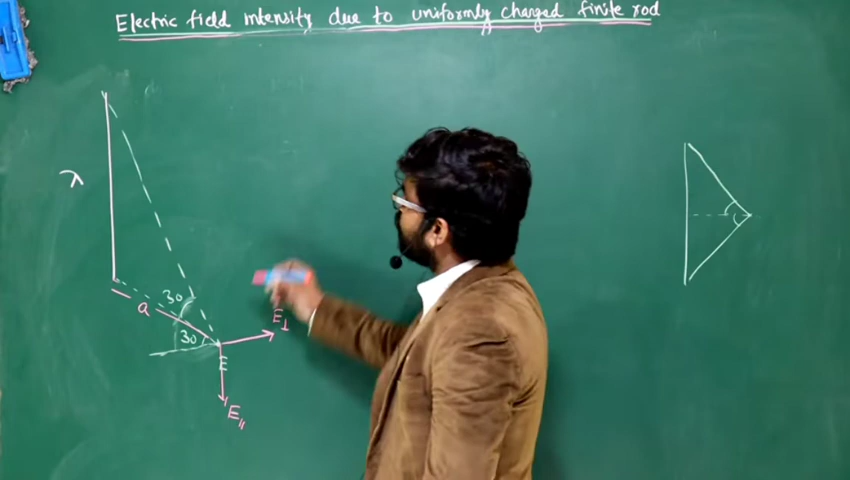 Electric field intensity due to uniformly charged finite rod
λ
30
a
30
E⊥
E
E∥